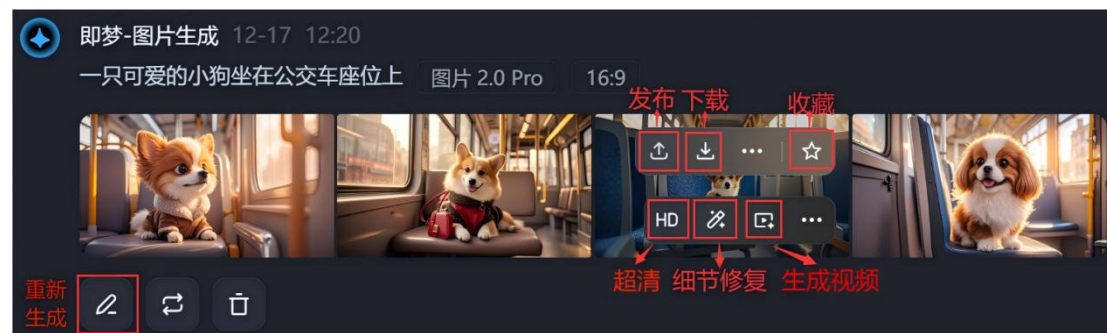 即梦-图片生成 12-17 12:20
一只可爱的小狗坐在公交车座位上 图片 2.0 Pro 16:9
发布 下载 收藏
HD
超清 细节修复 生成视频
重新
生成